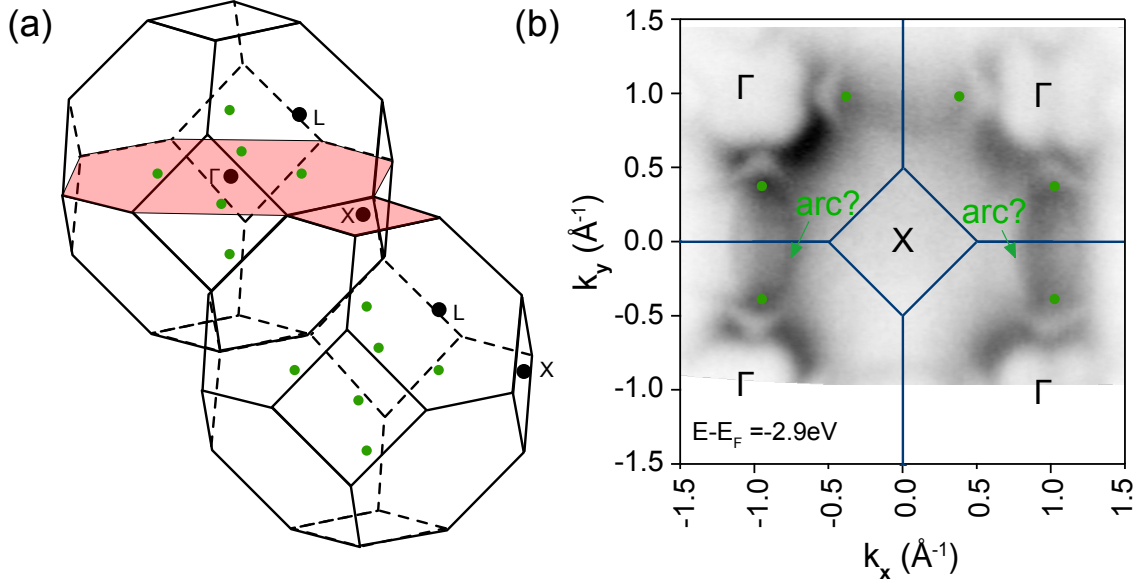 (a)
L
Γ
X
L
X
(b)
1.5
1.0
0.5
0.0
-0.5
-1.0
-1.5
k_y (Å⁻¹)
Γ
Γ
arc?
arc?
X
Γ
Γ
E-E_F =-2.9eV
-1.5
-1.0
-0.5
0.0
0.5
1.0
1.5
k_x (Å⁻¹)